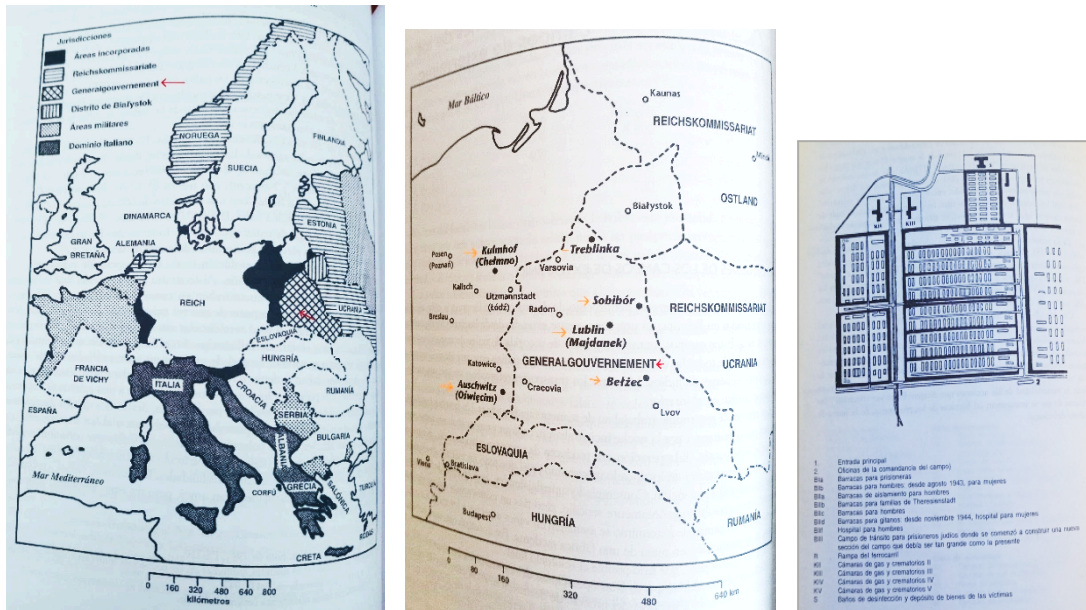 Jurisdicciones
Áreas incorporadas
Reichskommissariate
Generalgouvernement
Distrito de Białystok
Áreas militares
Dominio italiano
NORUEGA
FINLANDIA
SUECIA
ESTONIA
DINAMARCA
GRAN
BRETAÑA
ALEMANIA
REICH
UCRANIA
ESLOVAQUIA
HUNGRÍA
FRANCIA
DE VICHY
ITALIA
CROACIA
RUMANÍA
ESPAÑA
SERBIA
BULGARIA
ALBANIA
Mar Mediterráneo
CORFÚ
GRECIA
SALÓNICA
CRETA
RODAS
0 160 320 480 640 800
kilómetros
Mar Báltico
Kaunas
REICHSKOMMISSARIAT
Minsk
OSTLAND
Białystok
Treblinka
Kulmhof
(Chełmno)
Posen
(Poznań)
Varsovia
Kalisch
Utzmannstadt
(Łódź)
Sobibór
REICHSKOMMISSARIAT
Radom
Breslau
Lublin
(Majdanek)
GENERALGOUVERNEMENT
UCRANIA
Katowice
Bełżec
Cracovia
Auschwitz
(Oświęcim)
Lvov
ESLOVAQUIA
Viena
Bratislava
Budapest
HUNGRÍA
RUMANÍA
0 80 160 320 480 640 km
KII
KIII
1 Entrada principal
2 Oficinas de la comandancia del campo)
BIa Barracas para prisioneras
BIb Barracas para hombres: desde agosto 1943, para mujeres
BIIa Barracas de aislamiento para hombres
BIIb Barracas para familias de Theresienstadt
BIIc Barracas para hombres
BIId Barracas para gitanos: desde noviembre 1944, hospital para mujeres
BIIf Hospital para hombres
BIII Campo de tránsito para prisioneros judíos donde se comenzó a construir una nueva
sección del campo que debía ser tan grande como la presente
R Rampa del ferrocarril
KII Cámaras de gas y crematorios II
KIII Cámaras de gas y crematorios III
KIV Cámaras de gas y crematorios IV
KV Cámaras de gas y crematorios V
S Baños de desinfección y depósito de bienes de las víctimas